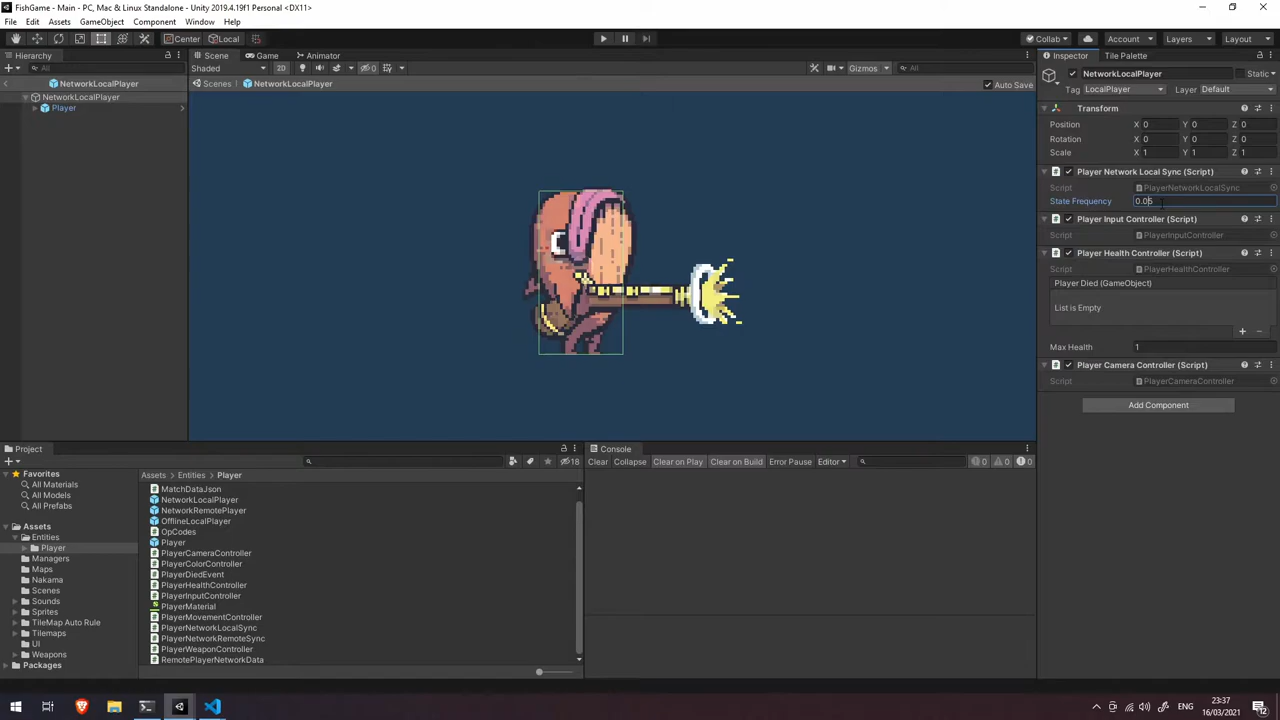 FishGame - Main - PC, Mac & Linux Standalone - Unity 2019.4.19f1 Personal <DX11>
File Edit Assets GameObject Component Window Help
Center Local Collab Account Layers Layout
Hierarchy
All
NetworkLocalPlayer
NetworkLocalPlayer
Player
Scene Game Animator
Shaded 2D 0 Gizmos All
Scenes NetworkLocalPlayer Auto Save
Inspector Tile Palette
NetworkLocalPlayer Static
Tag LocalPlayer Layer Default
Transform
Position X 0 Y 0 Z 0
Rotation X 0 Y 0 Z 0
Scale X 1 Y 1 Z 1
Player Network Local Sync (Script)
Script PlayerNetworkLocalSync
State Frequency 0.05
Player Input Controller (Script)
Script PlayerInputController
Player Health Controller (Script)
Script PlayerHealthController
Player Died (GameObject)
List is Empty
Max Health 1
Player Camera Controller (Script)
Script PlayerCameraController
Add Component
Project
18
Favorites
All Materials
All Models
All Prefabs
Assets
Entities
Player
Managers
Maps
Nakama
Scenes
Sounds
Sprites
TileMap Auto Rule
Tilemaps
UI
Weapons
Packages
Assets Entities Player
MatchDataJson
NetworkLocalPlayer
NetworkRemotePlayer
OfflineLocalPlayer
OpCodes
Player
PlayerCameraController
PlayerColorController
PlayerDiedEvent
PlayerHealthController
PlayerInputController
PlayerMaterial
PlayerMovementController
PlayerNetworkLocalSync
PlayerNetworkRemoteSync
PlayerWeaponController
RemotePlayerNetworkData
Console
Clear Collapse Clear on Play Clear on Build Error Pause Editor 0 0 0
ENG
23:37
16/03/2021
12